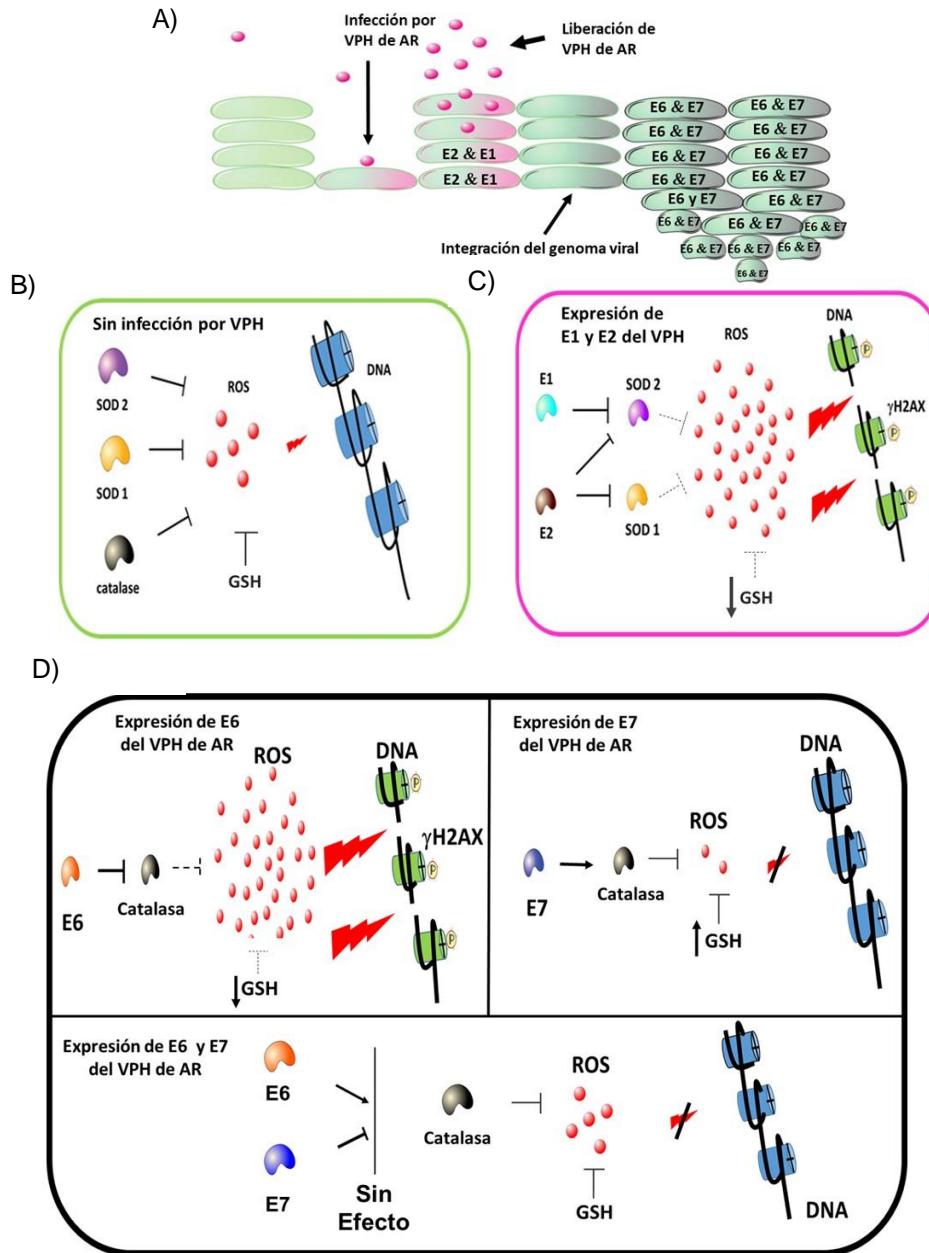 A)
Infección por
VPH de AR
Liberación de
VPH de AR
E6 & E7
E6 & E7
E6 & E7
E6 & E7
E2 & E1
E6 & E7
E6 & E7
E2 & E1
E6 & E7
E6 & E7
E6 y E7
E6 & E7
E6 & E7
E6 & E7
E6 & E7
E6 & E7
E6 & E7
E6 & E7
E6 & E7
Integración del genoma viral
B)
Sin infección por VPH
SOD 2
ROS
DNA
SOD 1
catalase
GSH
C)
Expresión de
E1 y E2 del VPH
ROS
DNA
E1
SOD 2
P
γH2AX
P
E2
SOD 1
P
GSH
D)
Expresión de E6
del VPH de AR
ROS
DNA
P
γH2AX
P
E6
Catalasa
P
GSH
Expresión de E7
del VPH de AR
DNA
ROS
E7
Catalasa
GSH
Expresión de E6 y E7
del VPH de AR
E6
ROS
Catalasa
E7
Sin
Efecto
GSH
DNA